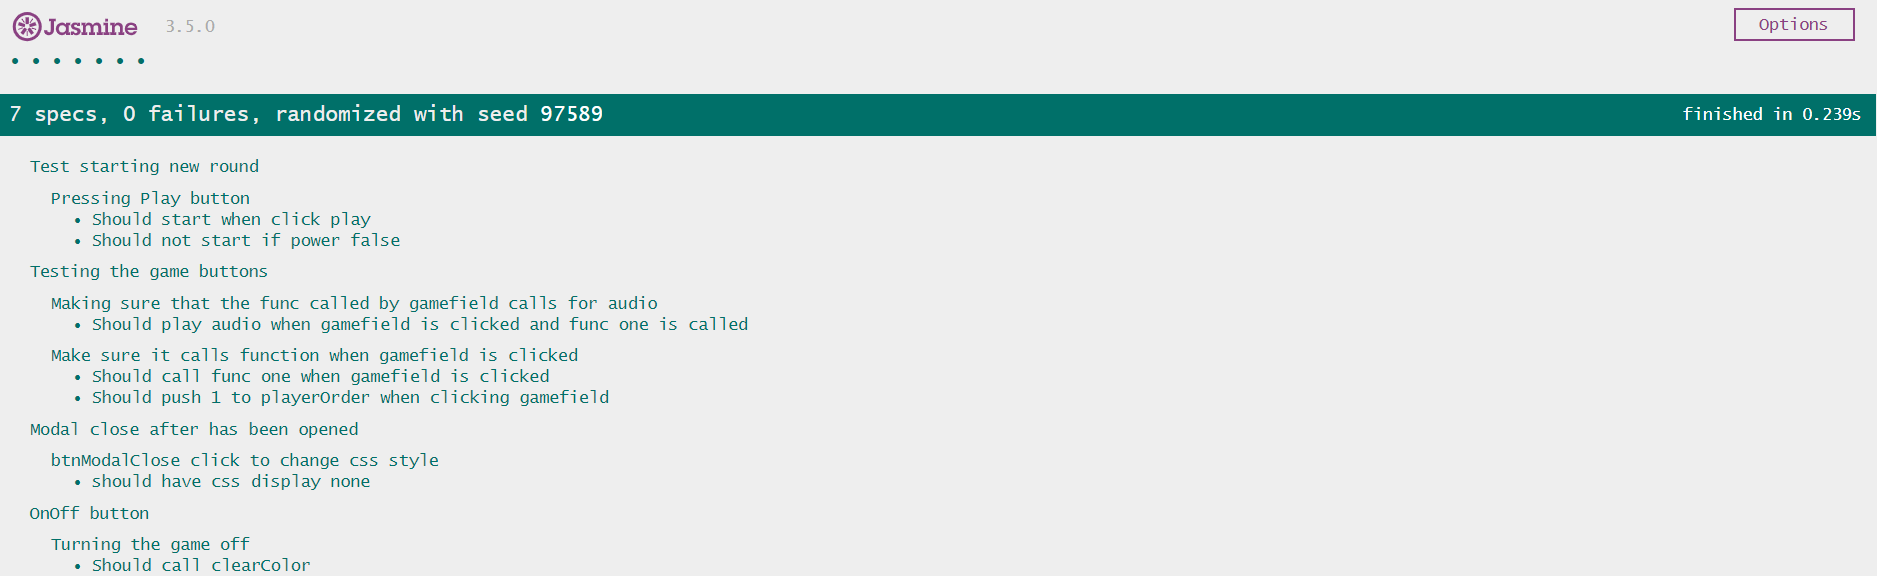 Jasmine 3.5.0 Options
• • • • • • •
7 specs, 0 failures, randomized with seed 97589 finished in 0.239s
Test starting new round
Pressing Play button
• Should start when click play
• Should not start if power false
Testing the game buttons
Making sure that the func called by gamefield calls for audio
• Should play audio when gamefield is clicked and func one is called
Make sure it calls function when gamefield is clicked
• Should call func one when gamefield is clicked
• Should push 1 to playerOrder when clicking gamefield
Modal close after has been opened
btnModalClose click to change css style
• should have css display none
OnOff button
Turning the game off
• Should call clearColor